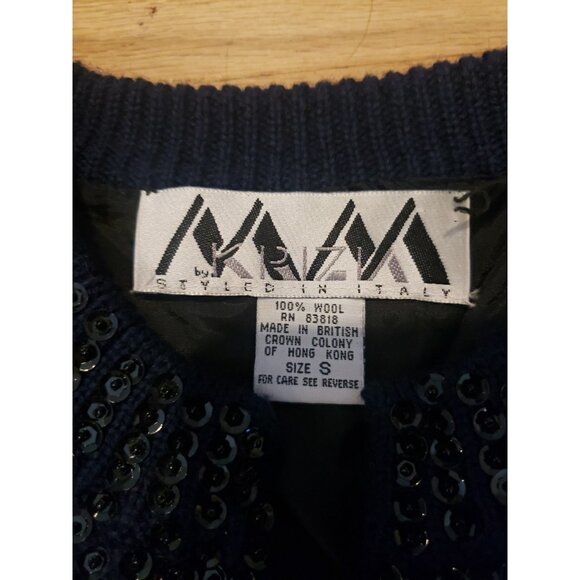 MM
by KRIZIA
STYLED IN ITALY
100% WOOL
RN 83818
MADE IN BRITISH
CROWN COLONY
OF HONG KONG
SIZE S
FOR CARE SEE REVERSE